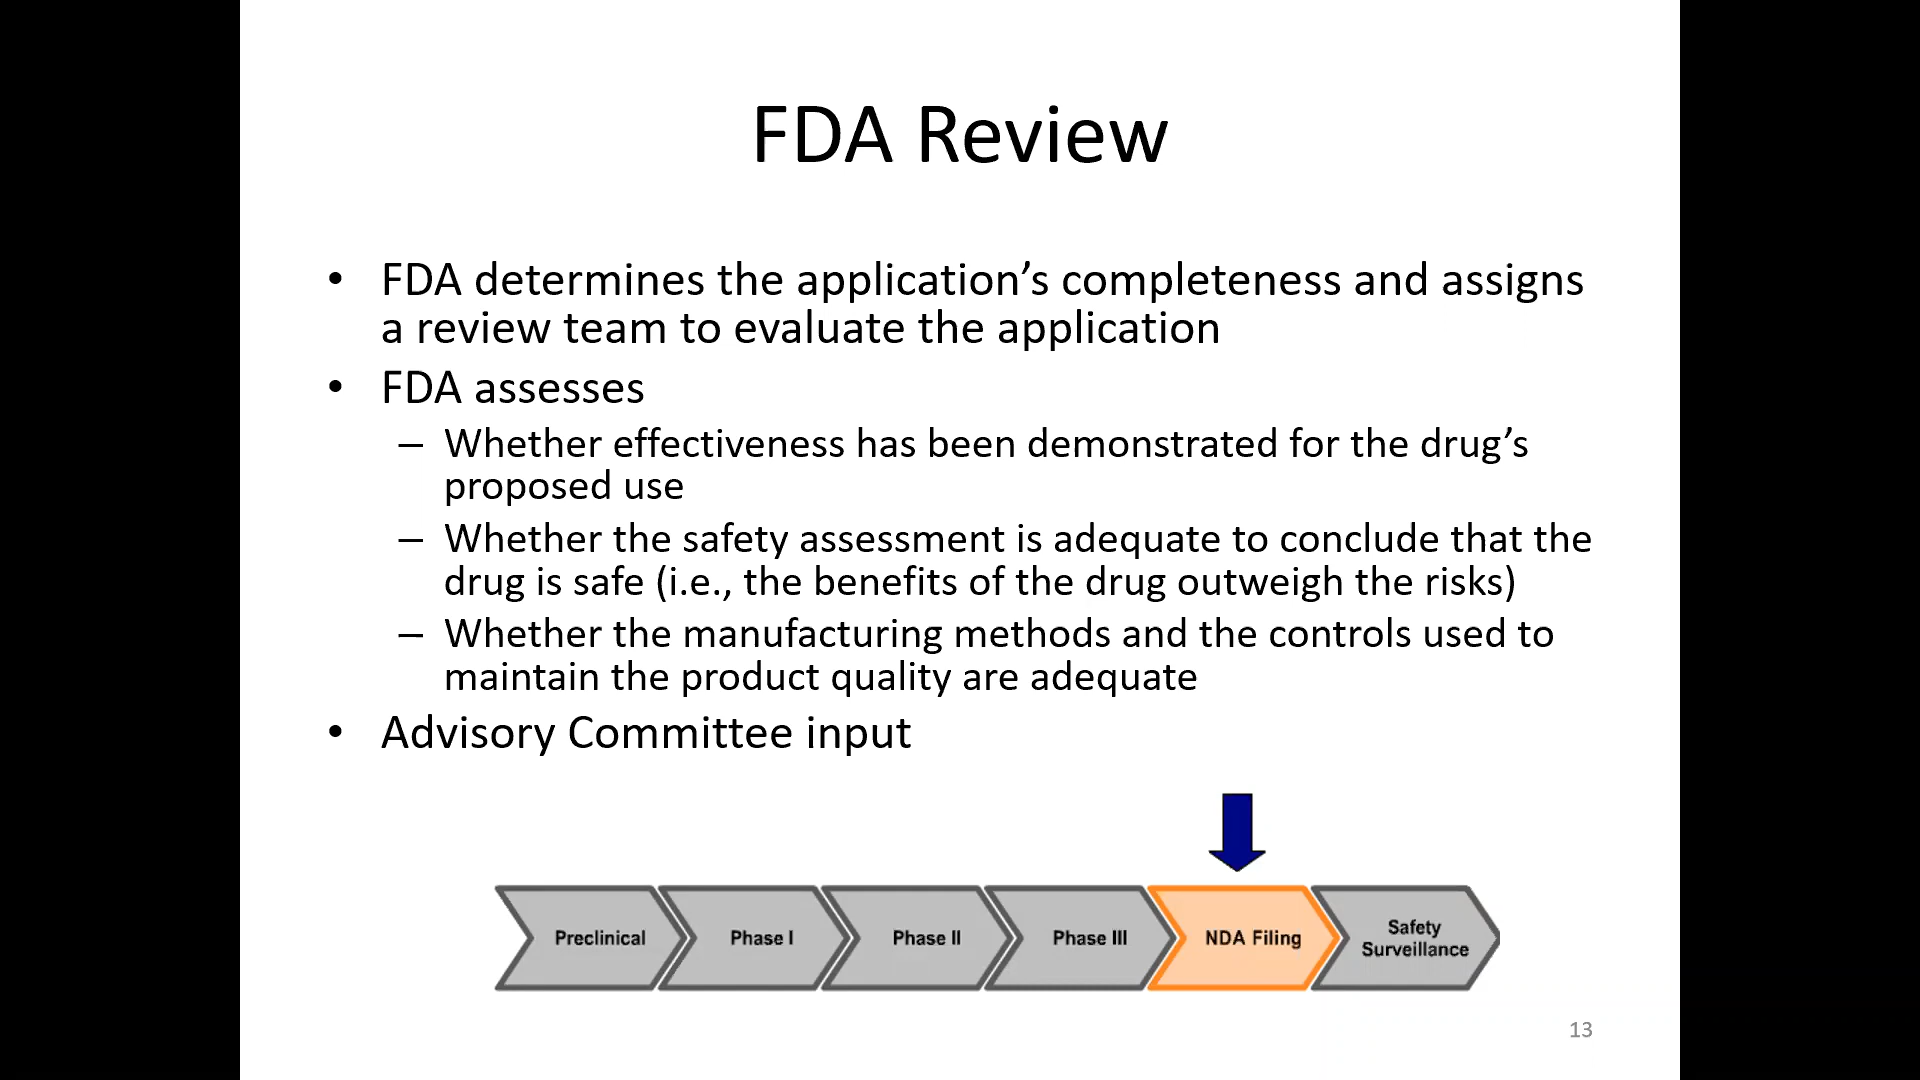 FDA Review
• FDA determines the application’s completeness and assigns
a review team to evaluate the application
• FDA assesses
– Whether effectiveness has been demonstrated for the drug’s
proposed use
– Whether the safety assessment is adequate to conclude that the
drug is safe (i.e., the benefits of the drug outweigh the risks)
– Whether the manufacturing methods and the controls used to
maintain the product quality are adequate
• Advisory Committee input
Preclinical
Phase I
Phase II
Phase III
NDA Filing
Safety
Surveillance
13